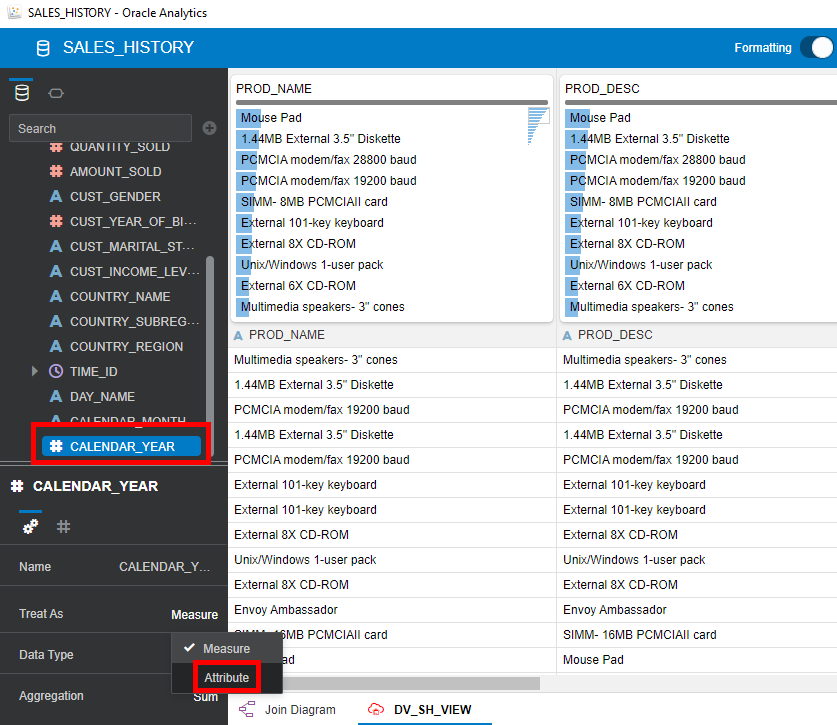 SALES_HISTORY - Oracle Analytics
SALES_HISTORY
Formatting
Search
QUANTITY_SOLD
AMOUNT_SOLD
CUST_GENDER
CUST_YEAR_OF_BI···
CUST_MARITAL_ST···
CUST_INCOME_LEV···
COUNTRY_NAME
COUNTRY_SUBREG···
COUNTRY_REGION
TIME_ID
DAY_NAME
CALENDAR_MONTH
CALENDAR_YEAR
CALENDAR_YEAR
Name CALENDAR_Y...
Treat As Measure
Measure
Data Type
Attribute
Aggregation Sum
PROD_NAME
Mouse Pad
1.44MB External 3.5" Diskette
PCMCIA modem/fax 28800 baud
PCMCIA modem/fax 19200 baud
SIMM- 8MB PCMCIAII card
External 101-key keyboard
External 8X CD-ROM
Unix/Windows 1-user pack
External 6X CD-ROM
Multimedia speakers- 3" cones
PROD_DESC
Mouse Pad
1.44MB External 3.5" Diskette
PCMCIA modem/fax 28800 baud
PCMCIA modem/fax 19200 baud
SIMM- 8MB PCMCIAII card
External 101-key keyboard
External 8X CD-ROM
Unix/Windows 1-user pack
External 6X CD-ROM
Multimedia speakers- 3" cones
A PROD_NAME A PROD_DESC
Multimedia speakers- 3" cones Multimedia speakers- 3" cones
1.44MB External 3.5" Diskette 1.44MB External 3.5" Diskette
PCMCIA modem/fax 19200 baud PCMCIA modem/fax 19200 baud
1.44MB External 3.5" Diskette 1.44MB External 3.5" Diskette
PCMCIA modem/fax 19200 baud PCMCIA modem/fax 19200 baud
External 101-key keyboard External 101-key keyboard
External 101-key keyboard External 101-key keyboard
External 8X CD-ROM External 8X CD-ROM
Unix/Windows 1-user pack Unix/Windows 1-user pack
External 8X CD-ROM External 8X CD-ROM
Envoy Ambassador Envoy Ambassador
SIMM- 16MB PCMCIAII card SIMM- 16MB PCMCIAII card
ad Mouse Pad
Join Diagram DV_SH_VIEW